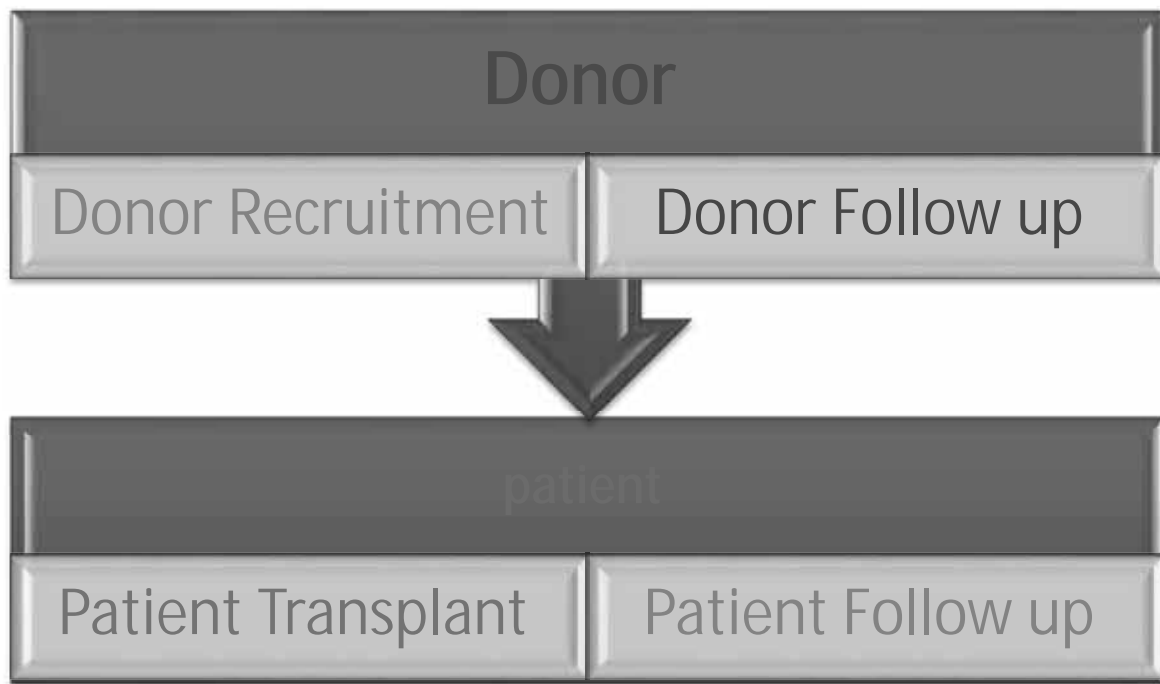 Donor
Donor Recruitment
Donor Follow up
patient
Patient Transplant
Patient Follow up